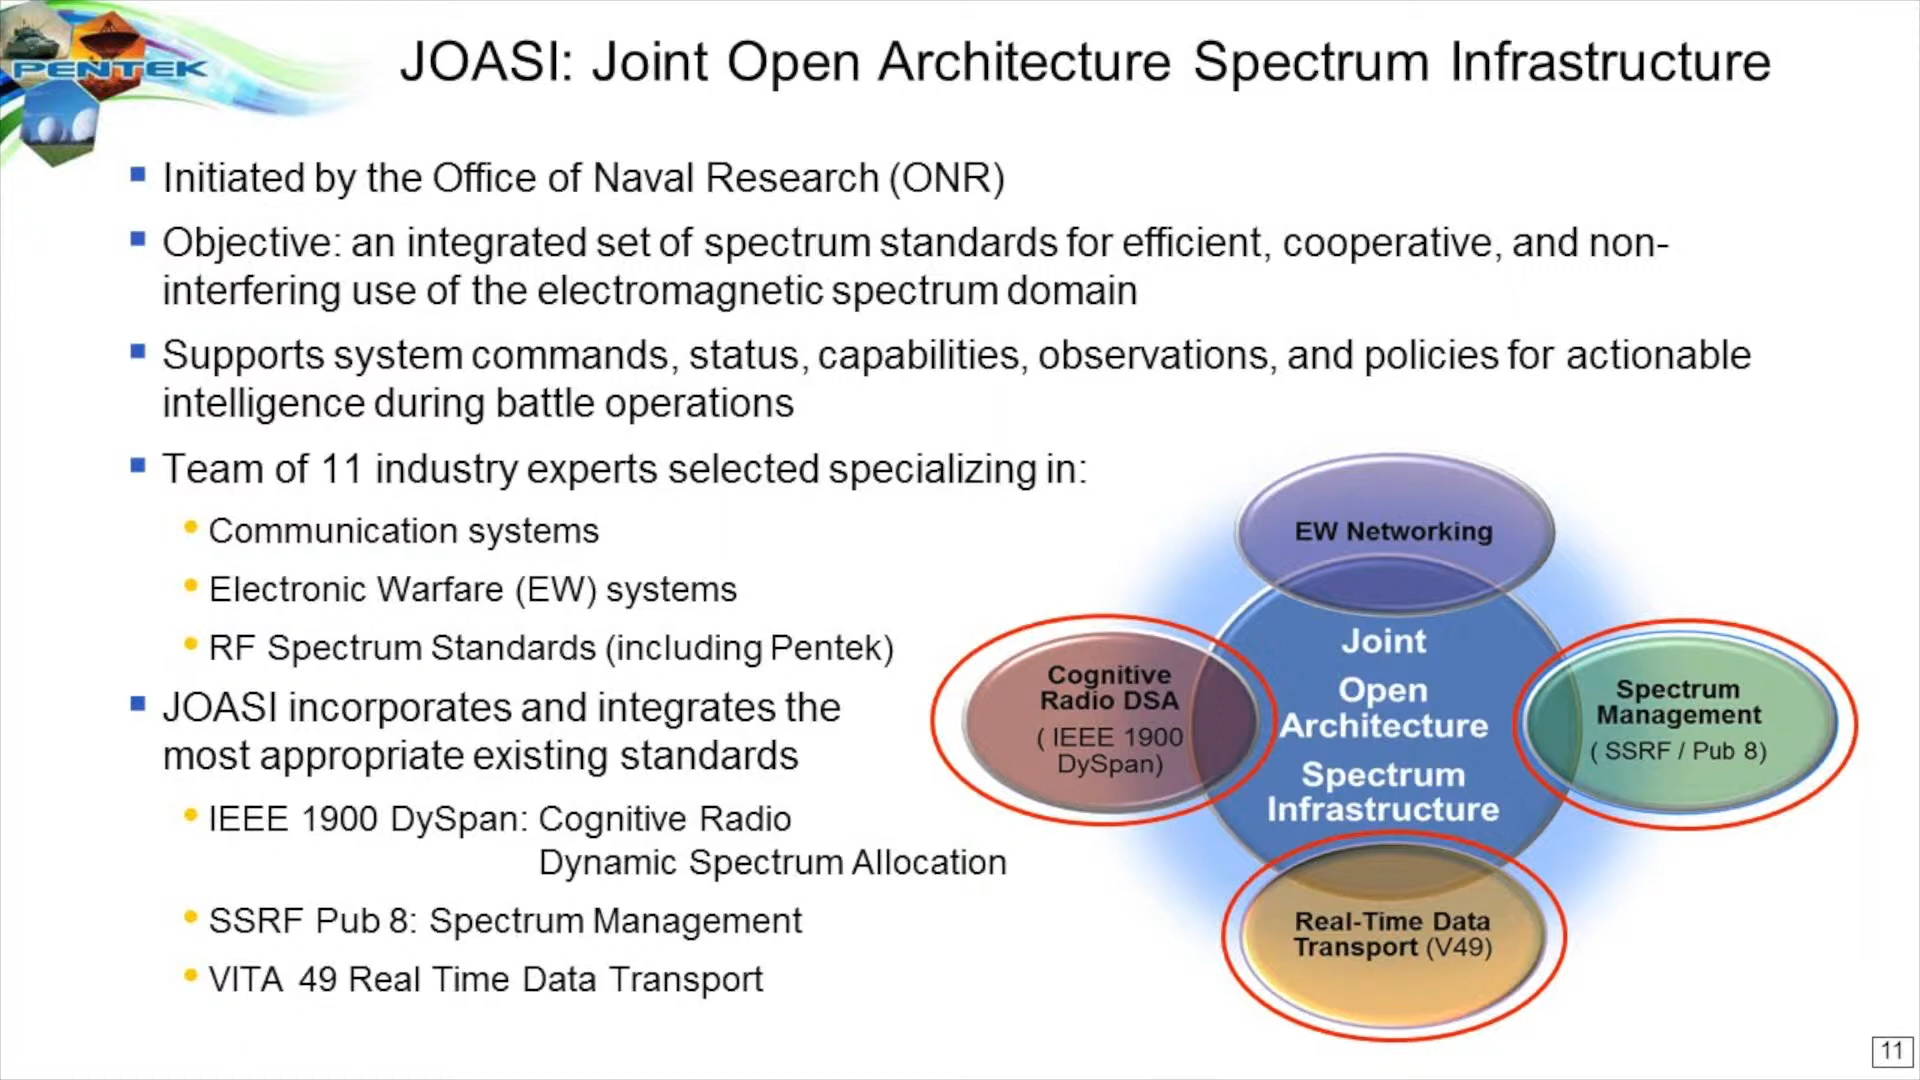 PENTEK
JOASI: Joint Open Architecture Spectrum Infrastructure
Initiated by the Office of Naval Research (ONR)
Objective: an integrated set of spectrum standards for efficient, cooperative, and non-
interfering use of the electromagnetic spectrum domain
Supports system commands, status, capabilities, observations, and policies for actionable
intelligence during battle operations
Team of 11 industry experts selected specializing in:
Communication systems
Electronic Warfare (EW) systems
RF Spectrum Standards (including Pentek)
JOASI incorporates and integrates the
most appropriate existing standards
IEEE 1900 DySpan: Cognitive Radio
Dynamic Spectrum Allocation
SSRF Pub 8: Spectrum Management
VITA 49 Real Time Data Transport
EW Networking
Cognitive
Radio DSA
( IEEE 1900
DySpan)
Joint
Open
Architecture
Spectrum
Infrastructure
Spectrum
Management
( SSRF / Pub 8)
Real-Time Data
Transport (V49)
11